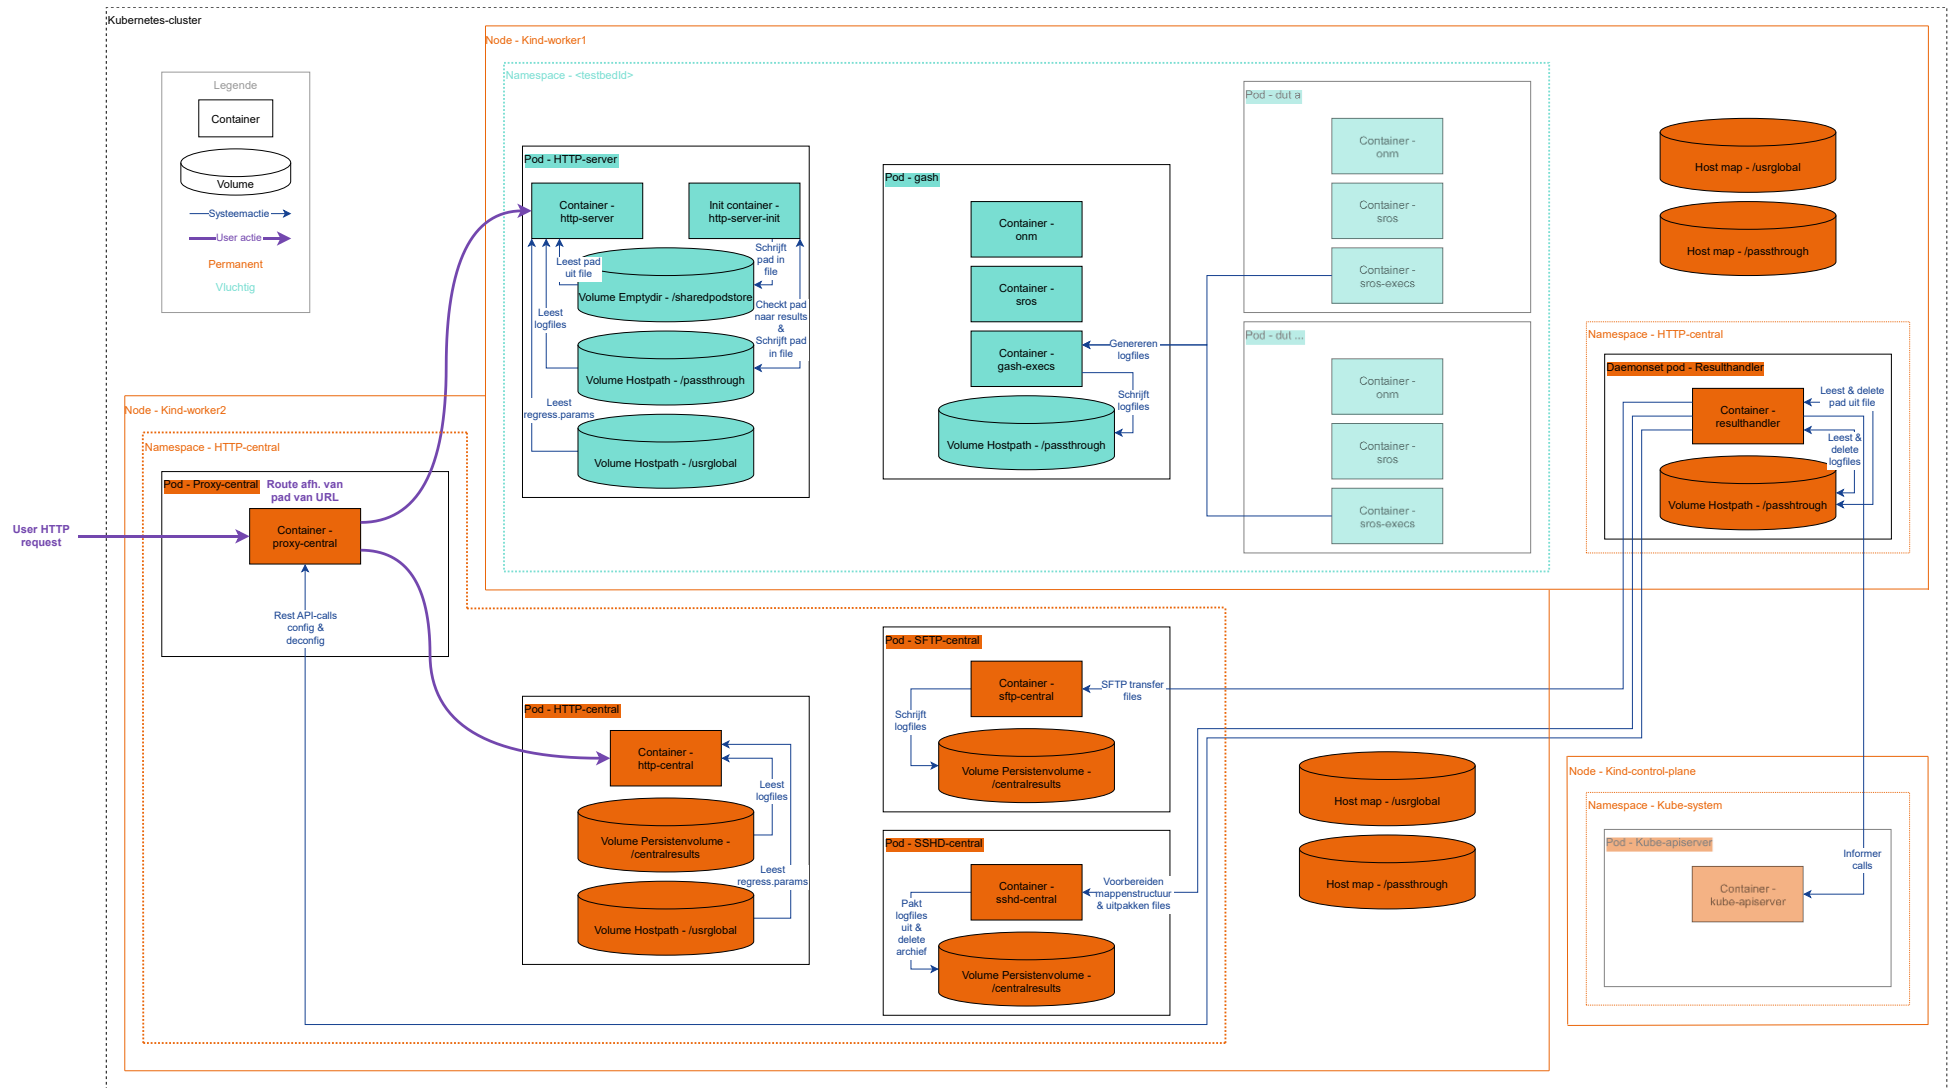 Kubernetes-cluster
Node - Kind-worker1
Namespace - <testbedId>
Legende
Container
Volume
Systeemactie
User actie
Permanent
Vluchtig
Pod - HTTP-server
Container -
http-server
Init container -
http-server-init
Leest pad
uit file
Schrijft
pad in
file
Volume Emptydir - /sharedpodstore
Leest
logfiles
Checkt pad
naar results
&
Schrijft pad
in file
Volume Hostpath - /passthrough
Leest
regress.params
Volume Hostpath - /usrglobal
Pod - gash
Container -
onm
Container -
sros
Container -
gash-execs
Genereren
logfiles
Schrijft
logfiles
Volume Hostpath - /passthrough
Pod - dut a
Container -
onm
Container -
sros
Container -
sros-execs
Pod - dut ...
Container -
onm
Container -
sros
Container -
sros-execs
Host map - /usrglobal
Host map - /passthrough
Namespace - HTTP-central
Daemonset pod - Resulthandler
Container -
resulthandler
Leest & delete
pad uit file
Leest &
delete
logfiles
Volume Hostpath - /passhtrough
Node - Kind-worker2
Namespace - HTTP-central
Pod - Proxy-central
Route afh. van
pad van URL
User HTTP
request
Container -
proxy-central
Rest API-calls
config &
deconfig
Pod - HTTP-central
Container -
http-central
Leest
logfiles
Volume Persistenvolume -
/centralresults
Leest
regress.params
Volume Hostpath - /usrglobal
Pod - SFTP-central
Container -
sftp-central
SFTP transfer
files
Schrijft
logfiles
Volume Persistenvolume -
/centralresults
Pod - SSHD-central
Container -
sshd-central
Voorbereiden
mappenstructuur
& uitpakken files
Pakt
logfiles
uit &
delete
archief
Volume Persistenvolume -
/centralresults
Host map - /usrglobal
Host map - /passthrough
Node - Kind-control-plane
Namespace - Kube-system
Pod - Kube-apiserver
Container -
kube-apiserver
Informer
calls